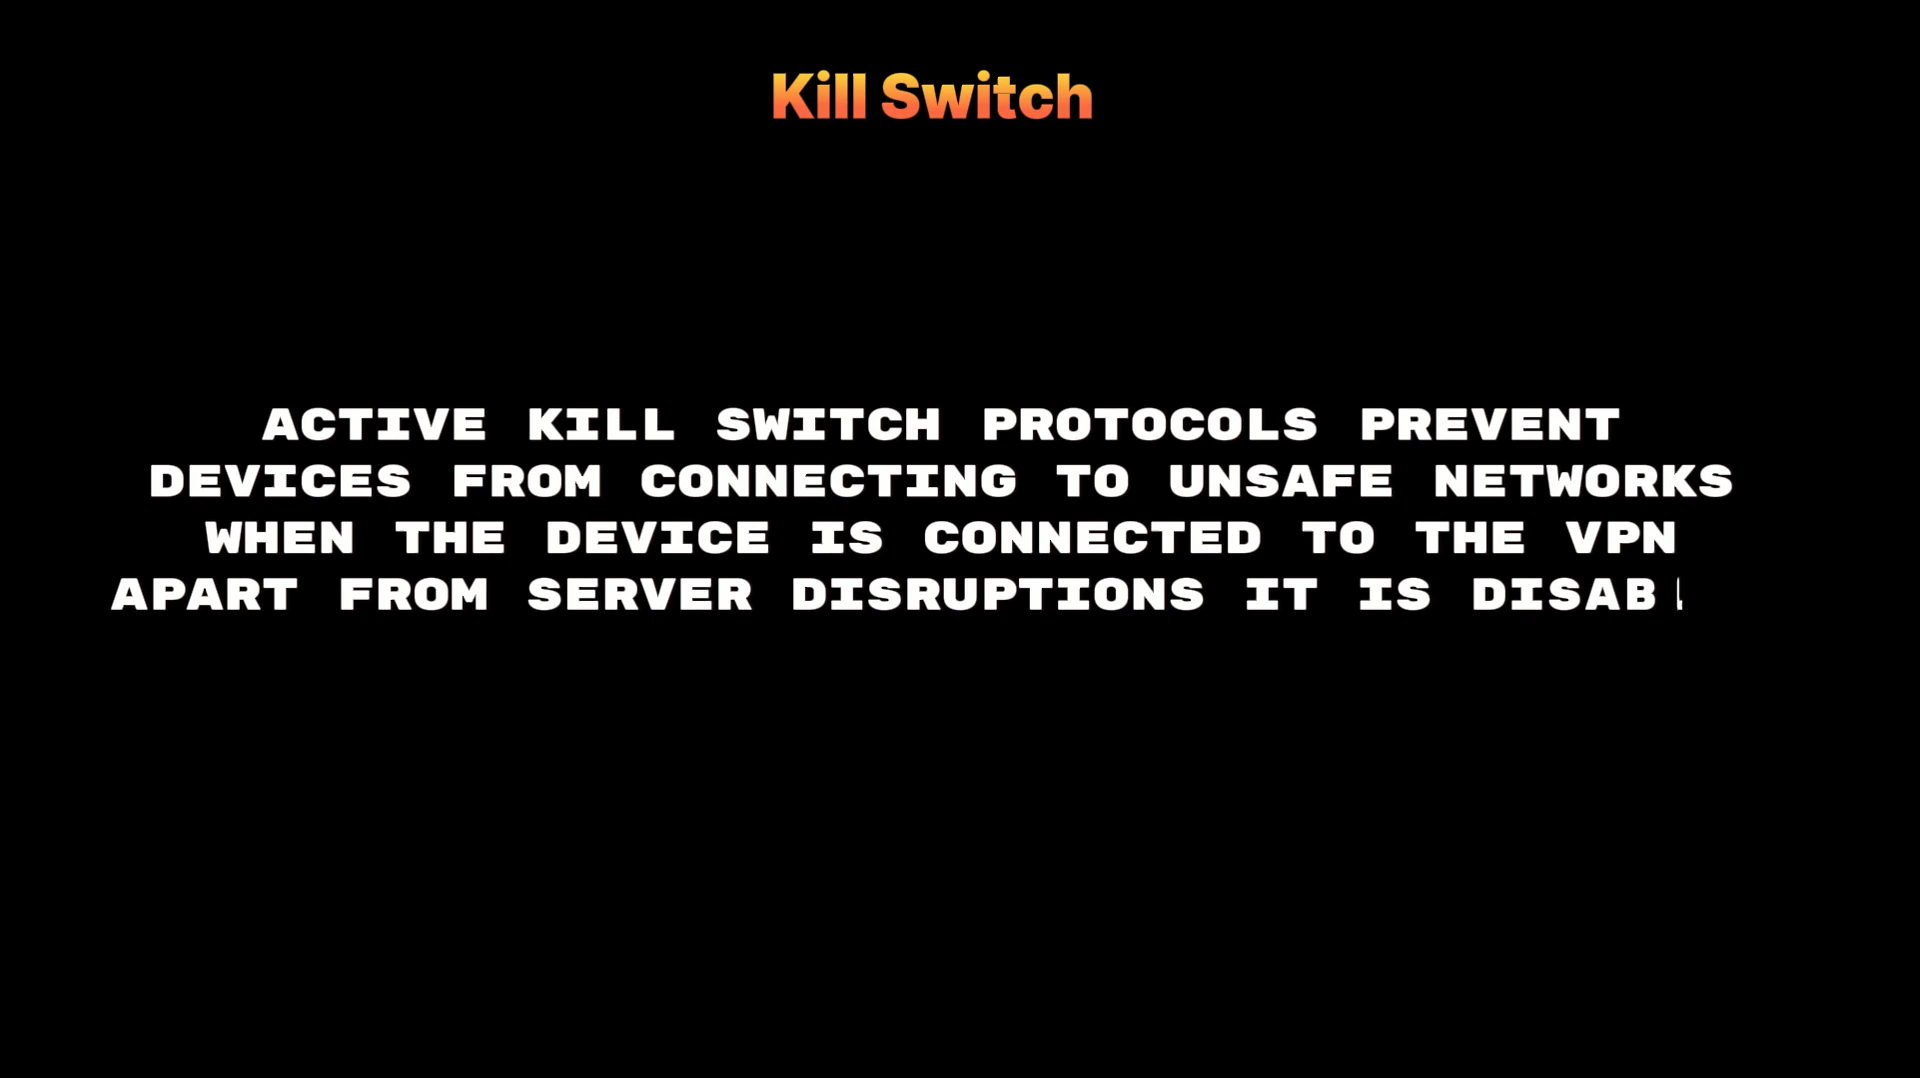 Kill Switch
ACTIVE KILL SWITCH PROTOCOLS PREVENT
DEVICES FROM CONNECTING TO UNSAFE NETWORKS
WHEN THE DEVICE IS CONNECTED TO THE VPN
APART FROM SERVER DISRUPTIONS IT IS DISAB